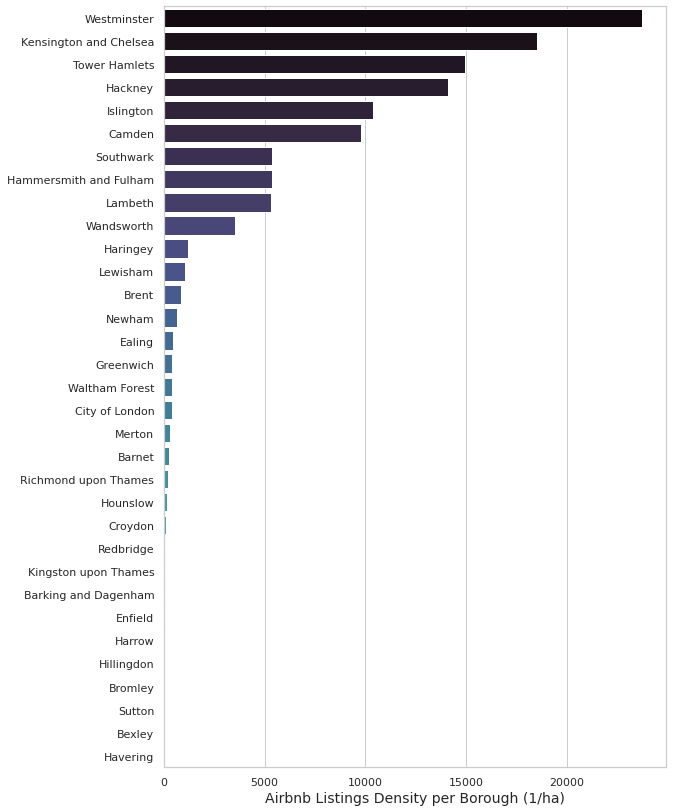 Westminster
Kensington and Chelsea
Tower Hamlets
Hackney
Islington
Camden
Southwark
Hammersmith and Fulham
Lambeth
Wandsworth
Haringey
Lewisham
Brent
Newham
Ealing
Greenwich
Waltham Forest
City of London
Merton
Barnet
Richmond upon Thames
Hounslow
Croydon
Redbridge
Kingston upon Thames
Barking and Dagenham
Enfield
Harrow
Hillingdon
Bromley
Sutton
Bexley
Havering
0 5000 10000 15000 20000
Airbnb Listings Density per Borough (1/ha)